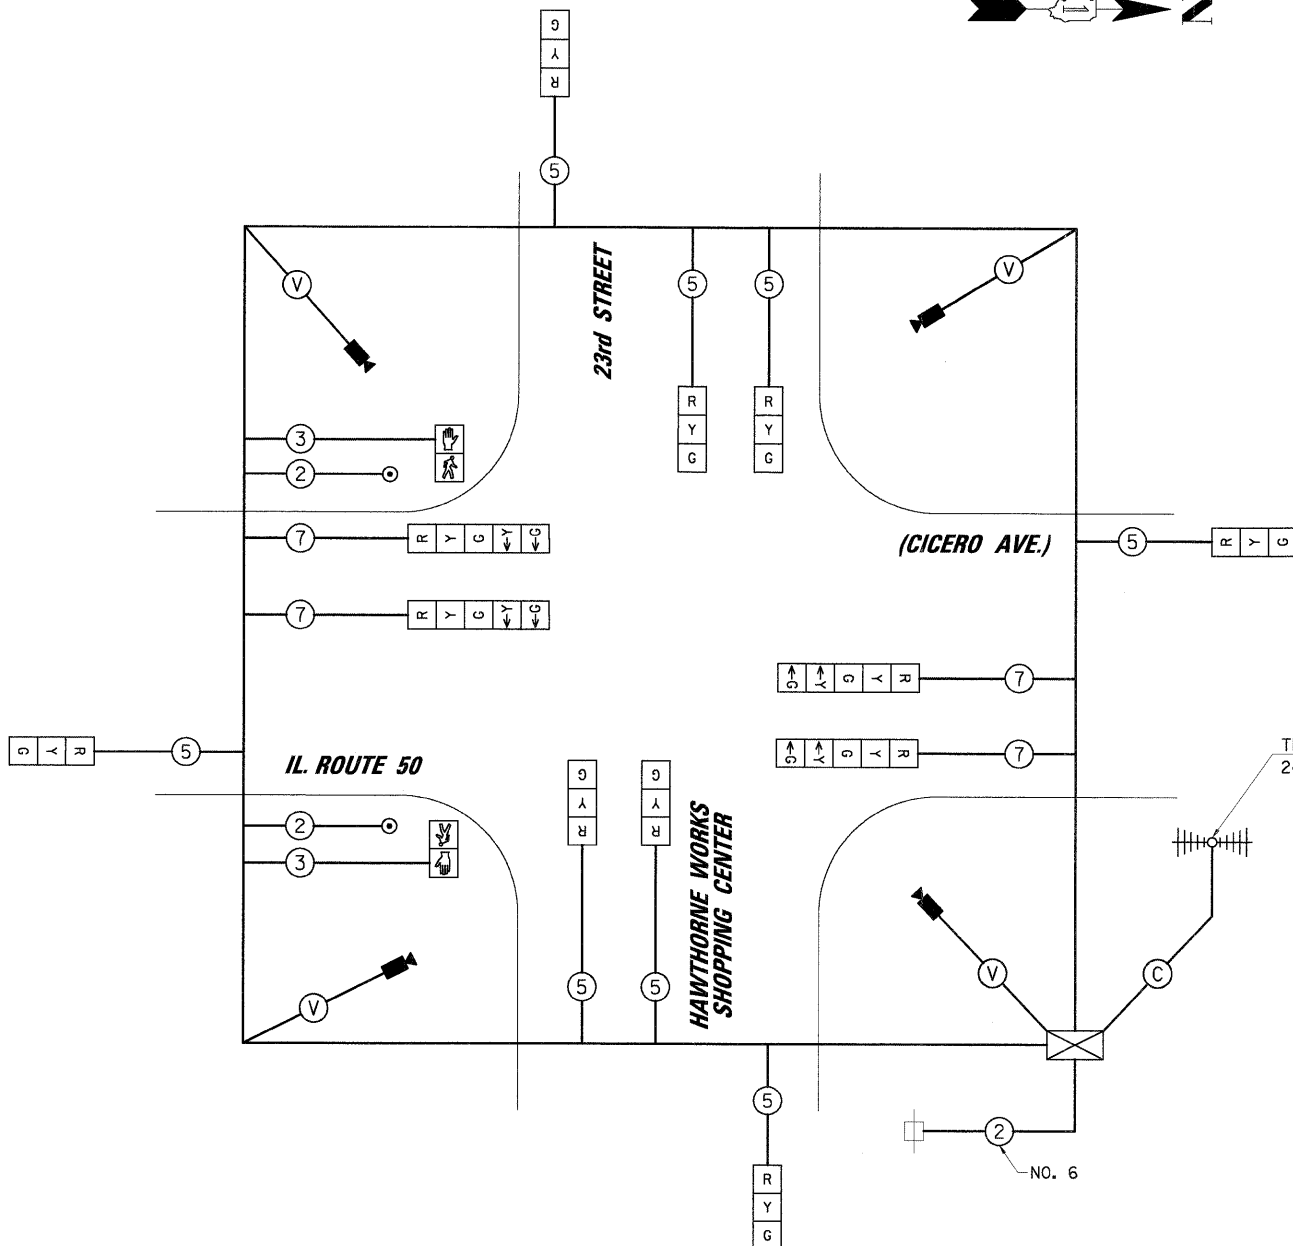 G
Y
R
N
5
V
V
23rd STREET
5
5
R
Y
G
R
Y
G
3
2
7
R Y G ←Y ←G
(CICERO AVE.)
5
R Y G
7
R Y G ←Y ←G
←G ←Y G Y R
7
G Y R
5
IL. ROUTE 50
←G ←Y G Y R
7
G
Y
R
G
Y
R
2
3
HAWTHORNE WORKS
SHOPPING CENTER
V
5
5
V
C
5
2
NO. 6
R
Y
G